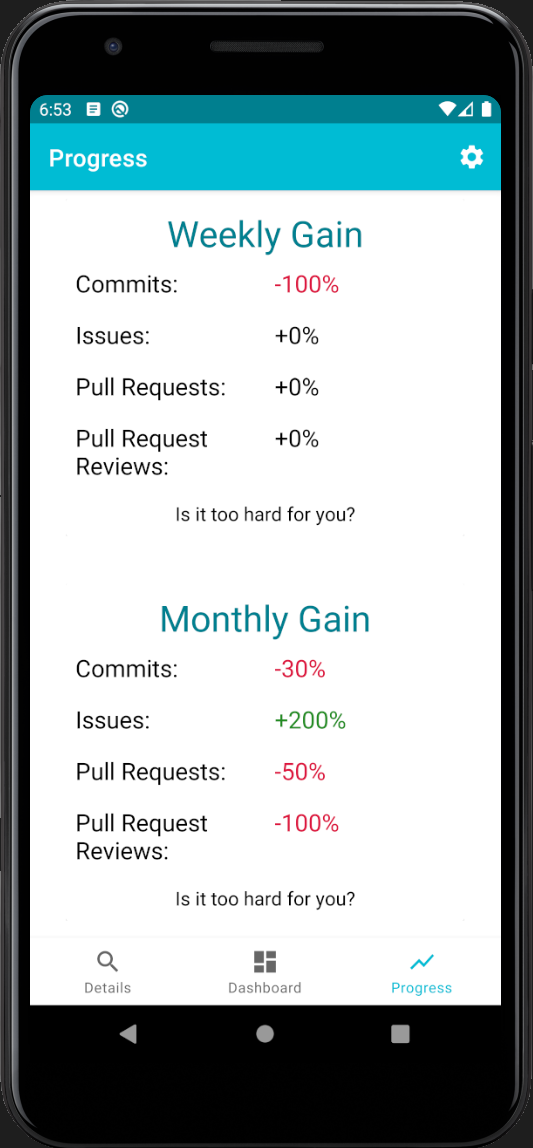 6:53
Progress
Weekly Gain
Commits: -100%
Issues: +0%
Pull Requests: +0%
Pull Request +0%
Reviews:
Is it too hard for you?
Monthly Gain
Commits: -30%
Issues: +200%
Pull Requests: -50%
Pull Request -100%
Reviews:
Is it too hard for you?
Details Dashboard Progress